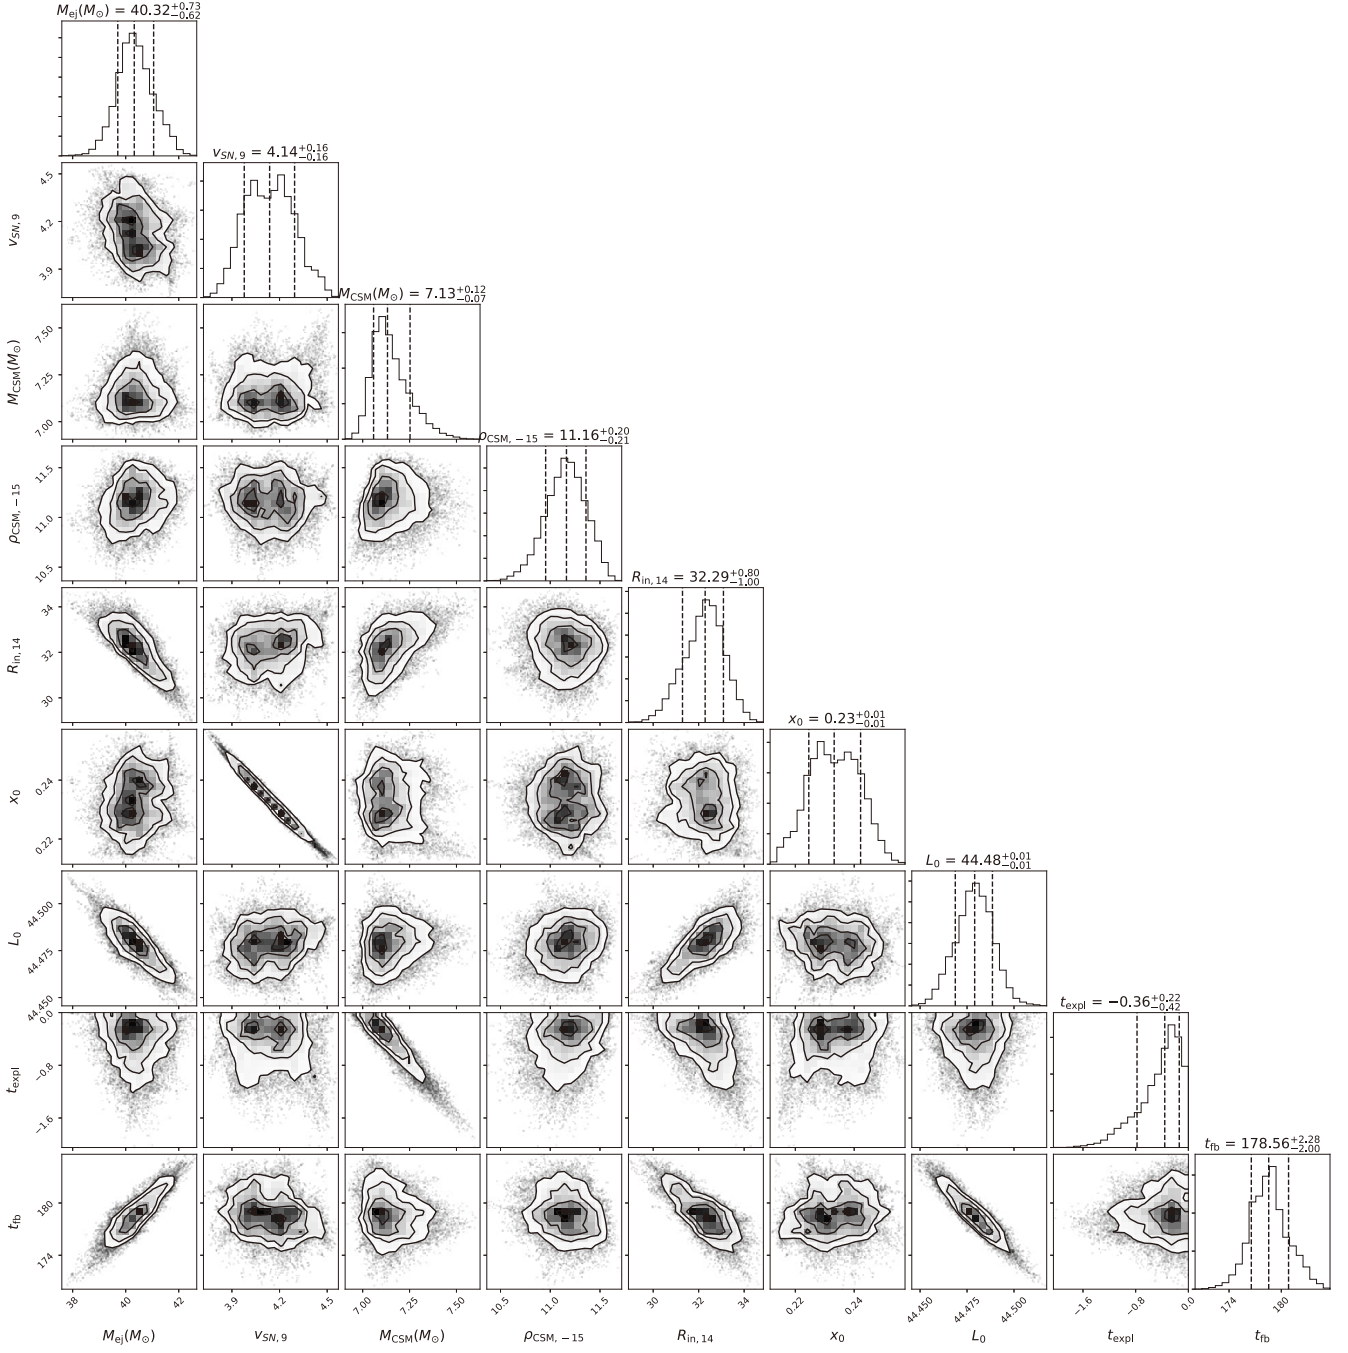 M_ej(M_⊙) = 40.32^{+0.73}_{−0.62}
v_{SN,9} = 4.14^{+0.16}_{−0.16}
4.5
4.2
3.9
v_{SN,9}
M_CSM(M_⊙) = 7.13^{+0.12}_{−0.07}
7.50
7.25
7.00
M_CSM(M_⊙)
ρ_{CSM,−15} = 11.16^{+0.20}_{−0.21}
11.5
11.0
10.5
ρ_{CSM,−15}
R_{in,14} = 32.29^{+0.80}_{−1.00}
34
32
30
R_{in,14}
x_0 = 0.23^{+0.01}_{−0.01}
0.24
0.22
x_0
L_0 = 44.48^{+0.01}_{−0.01}
44.500
44.475
44.450
L_0
t_expl = −0.36^{+0.22}_{−0.42}
0.0
−0.8
−1.6
t_expl
t_fb = 178.56^{+2.28}_{−2.00}
180
174
t_fb
38 40 42 3.9 4.2 4.5 7.00 7.25 7.50 10.5 11.0 11.5 30 32 34 0.22 0.24 44.450 44.475 44.500 −1.6 −0.8 0.0 174 180
M_ej(M_⊙) v_{SN,9} M_CSM(M_⊙) ρ_{CSM,−15} R_{in,14} x_0 L_0 t_expl t_fb